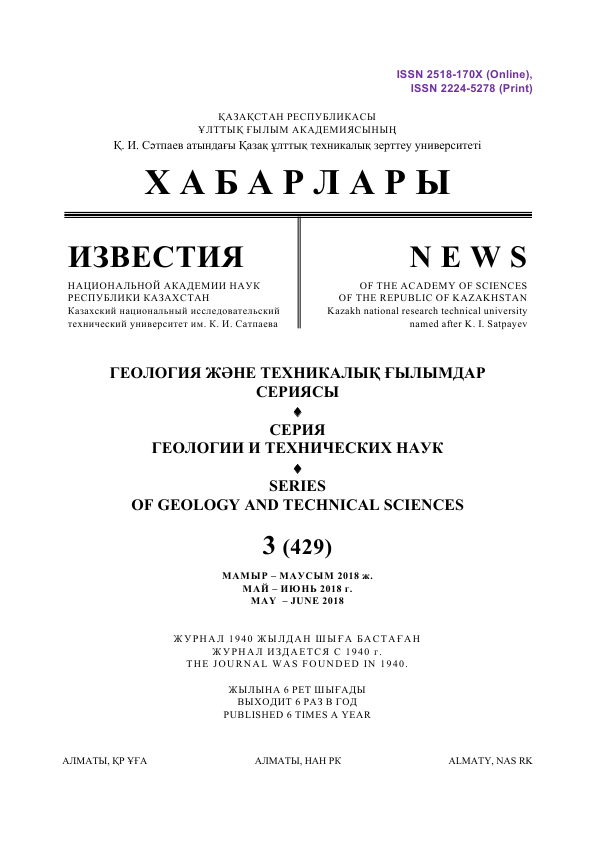 ISSN 2518-170X (Online),
ISSN 2224-5278 (Print)
ҚАЗАҚСТАН РЕСПУБЛИКАСЫ
ҰЛТТЫҚ ҒЫЛЫМ АКАДЕМИЯСЫНЫҢ
Қ. И. Сәтпаев атындағы Қазақ ұлттық техникалық зерттеу университеті
Х А Б А Р Л А Р Ы
ИЗВЕСТИЯ
НАЦИОНАЛЬНОЙ АКАДЕМИИ НАУК
РЕСПУБЛИКИ КАЗАХСТАН
Казахский национальный исследовательский
технический университет им. К. И. Сатпаева
N E W S
OF THE ACADEMY OF SCIENCES
OF THE REPUBLIC OF KAZAKHSTAN
Kazakh national research technical university
named after K. I. Satpayev
ГЕОЛОГИЯ ЖӘНЕ ТЕХНИКАЛЫҚ ҒЫЛЫМДАР
СЕРИЯСЫ
♦
СЕРИЯ
ГЕОЛОГИИ И ТЕХНИЧЕСКИХ НАУК
♦
SERIES
OF GEOLOGY AND TECHNICAL SCIENCES
3 (429)
МАМЫР – МАУСЫМ 2018 ж.
МАЙ – ИЮНЬ 2018 г.
MAY – JUNE 2018
ЖУРНАЛ 1940 ЖЫЛДАН ШЫҒА БАСТАҒАН
ЖУРНАЛ ИЗДАЕТСЯ С 1940 г.
THE JOURNAL WAS FOUNDED IN 1940.
ЖЫЛЫНА 6 РЕТ ШЫҒАДЫ
ВЫХОДИТ 6 РАЗ В ГОД
PUBLISHED 6 TIMES A YEAR
АЛМАТЫ, ҚР ҰҒА АЛМАТЫ, НАН РК ALMATY, NAS RK